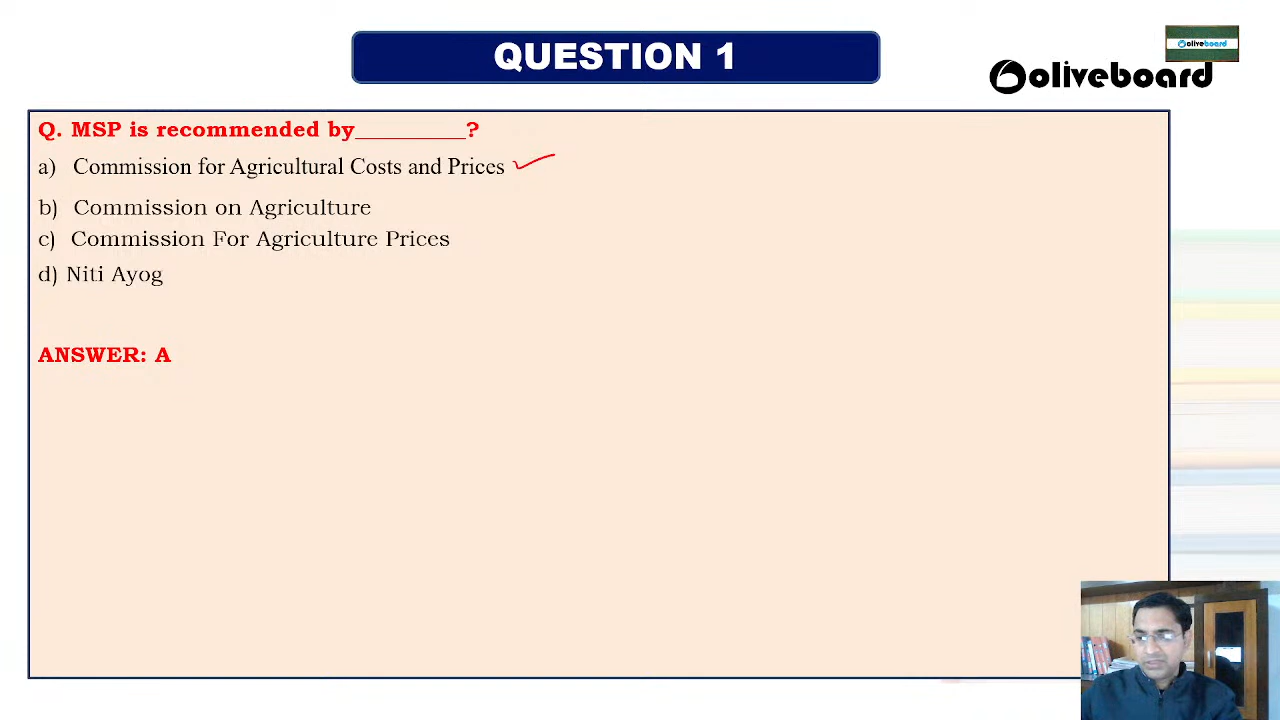 QUESTION 1
oliveboard
oliveboard
Q. MSP is recommended by__________?
a) Commission for Agricultural Costs and Prices
b) Commission on Agriculture
c) Commission For Agriculture Prices
d) Niti Ayog
ANSWER: A